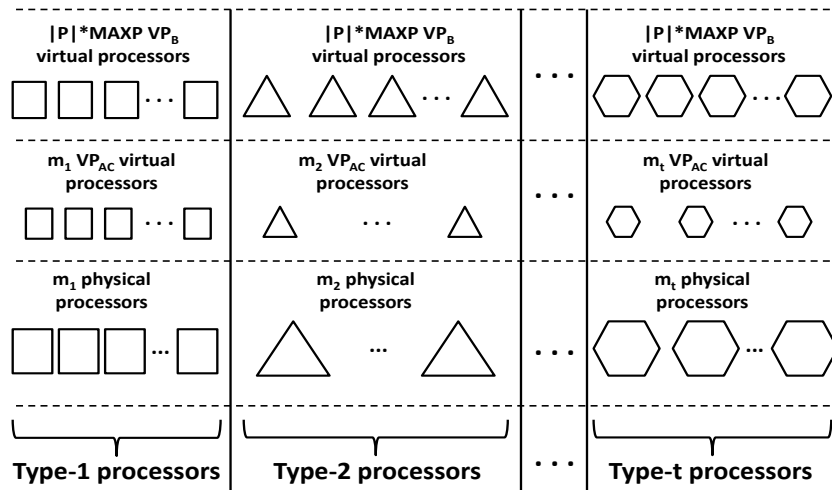 |P|*MAXP VP_B
virtual processors
|P|*MAXP VP_B
virtual processors
. . .
|P|*MAXP VP_B
virtual processors
. . .
. . .
. . .
m_1 VP_AC virtual
processors
m_2 VP_AC virtual
processors
. . .
m_t VP_AC virtual
processors
. . .
. . .
. . .
m_1 physical
processors
m_2 physical
processors
m_t physical
processors
...
...
. . .
...
Type-1 processors
Type-2 processors
. . .
Type-t processors